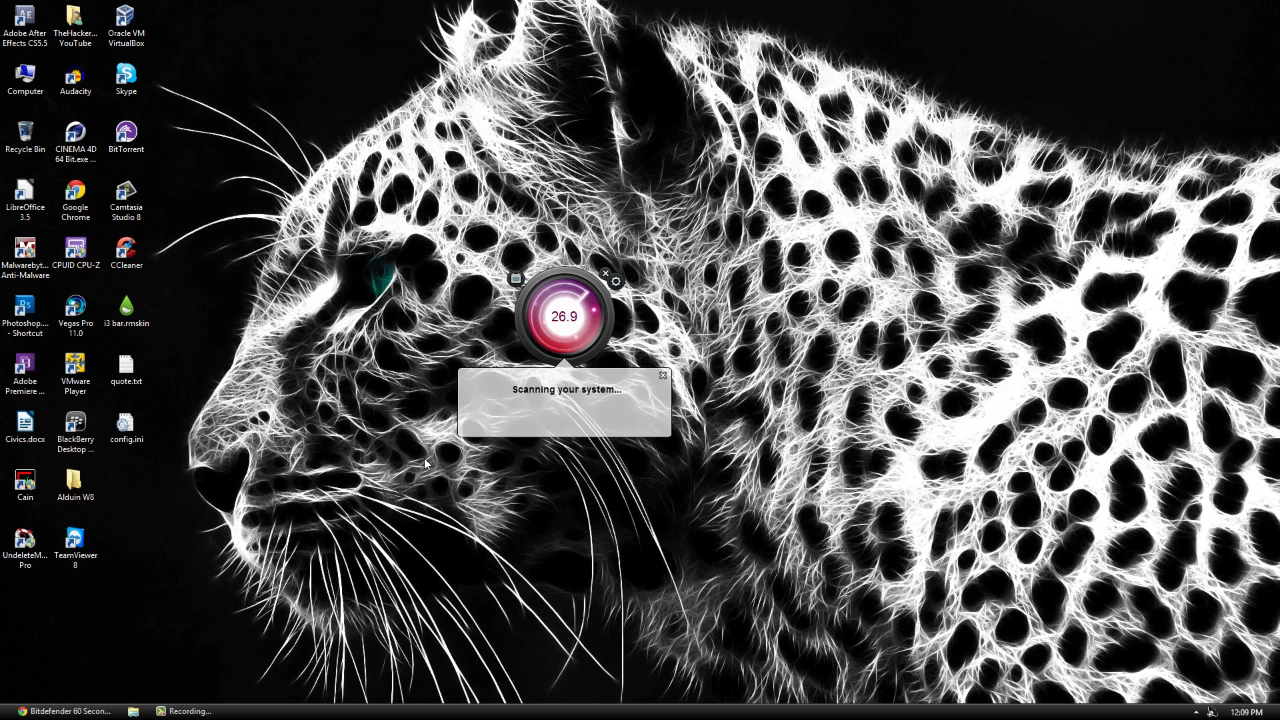 Adobe After
Effects CS5.5
TheHacker...
YouTube
Oracle VM
VirtualBox
Computer
Audacity
Skype
Recycle Bin
CINEMA 4D
64 Bit.exe ...
BitTorrent
LibreOffice
3.5
Google
Chrome
Camtasia
Studio 8
Malwarebyt...
Anti-Malware
CPUID CPU-Z
CCleaner
Photoshop....
- Shortcut
Vegas Pro
11.0
i3 bar.rmskin
Adobe
Premiere ...
VMware
Player
quote.txt
Civics.docx
BlackBerry
Desktop ...
config.ini
Cain
Alduin W8
UndeleteM...
Pro
TeamViewer
8
26.9
Scanning your system...
Bitdefender 60 Secon...
Recording...
12:09 PM